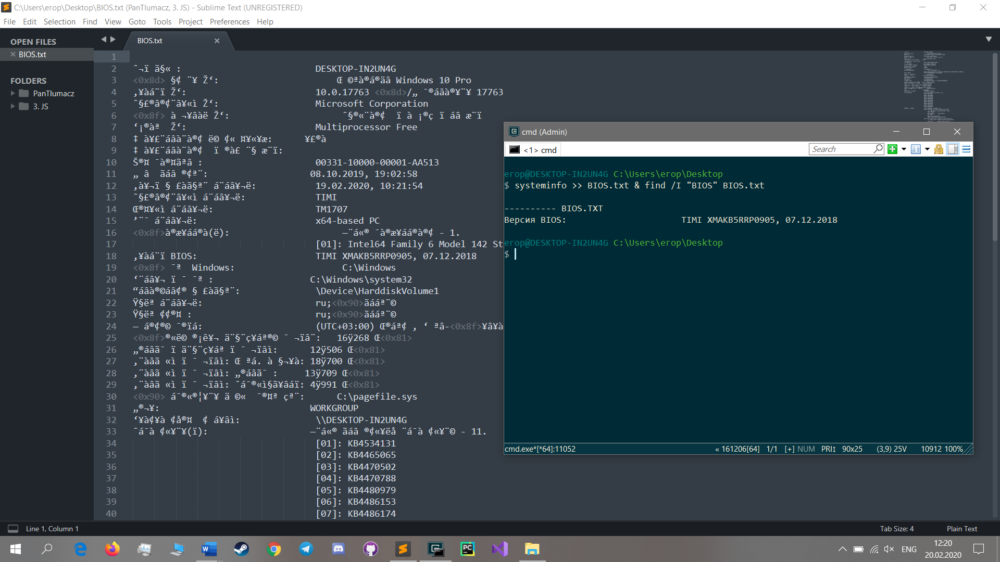 C:\Users\егор\Desktop\BIOS.txt (PanTlumacz, 3. JS) - Sublime Text (UNREGISTERED)
File Edit Selection Find View Goto Tools Project Preferences Help
OPEN FILES
BIOS.txt
FOLDERS
PanTlumacz
3. JS
BIOS.txt
1
2 ˆ¬ï ã§« : DESKTOP-IN2UN4G
3 <0x8d> §¢ ¨¥ Ž‘: Œ ©ªà®á®äâ Windows 10 Pro
4 ‚¥àá¨ï Ž‘: 10.0.17763 <0x8d>/„ ¯®áâà®¥¨¥ 17763
5 ˆ§£®â®¢¨â¥«ì Ž‘: Microsoft Corporation
6 <0x8f> à ¬¥âàë Ž‘: ˆ§®«¨à®¢ ï à ¡®ç ï áâ æ¨ï
7 ‘¡®àª Ž‘: Multiprocessor Free
8 ‡ à¥£¨áâà¨à®¢ ë© ¢« ¤¥«¥æ: ¥£®à
9 ‡ à¥£¨áâà¨à®¢ ï ®à£ ¨§ æ¨ï:
10 Š®¤ ¯à®¤ãªâ : 00331-10000-00001-AA513
11 „ â ãáâ ®¢ª¨: 08.10.2019, 19:02:58
12 ‚à¥¬ï § £àã§ª¨ á¨áâ¥¬ë: 19.02.2020, 10:21:54
13 ˆ§£®â®¢¨â¥«ì á¨áâ¥¬ë: TIMI
14 Œ®¤¥«ì á¨áâ¥¬ë: TM1707
15 ’¨¯ á¨áâ¥¬ë: x64-based PC
16 <0x8f>à®æ¥áá®à(ë): —¨á«® ¯à®æ¥áá®à®¢ - 1.
17 [01]: Intel64 Family 6 Model 142 St
18 ‚¥àá¨ï BIOS: TIMI XMAKB5RRP0905, 07.12.2018
19 <0x8f> ¯ª Windows: C:\Windows
20 ‘¨áâ¥¬ ï ¯ ¯ª : C:\Windows\system32
21 “áâà®©áâ¢® § £àã§ª¨: \Device\HarddiskVolume1
22 Ÿ§ëª á¨áâ¥¬ë: ru;<0x90>ãááª¨©
23 Ÿ§ëª ¢¢®¤ : ru;<0x90>ãááª¨©
24 — á®¢®© ¯®ïá: (UTC+03:00) Œ®áª¢ , ‘ ªâ-<0x8f>¥â¥à
25 <0x8f>®«ë© ®¡ê¥¬ ä¨§¨ç¥áª®© ¯ ¬ïâ¨: 16ÿ268 Œ<0x81>
26 „®áâã¯ ï ä¨§¨ç¥áª ï ¯ ¬ïâì: 12ÿ506 Œ<0x81>
27 ‚¨àâã «ì ï ¯ ¬ïâì: Œ ªá. à §¬¥à: 18ÿ700 Œ<0x81>
28 ‚¨àâã «ì ï ¯ ¬ïâì: „®áâã¯ : 13ÿ709 Œ<0x81>
29 ‚¨àâã «ì ï ¯ ¬ïâì: ˆá¯®«ì§ã¥âáï: 4ÿ991 Œ<0x81>
30 <0x90> á¯®«®¦¥¨¥ ä ©« ¯®¤ª çª¨: C:\pagefile.sys
31 „®¬¥: WORKGROUP
32 ‘¥à¢¥à ¢å®¤ ¢ á¥âì: \\DESKTOP-IN2UN4G
33 ˆá¯à ¢«¥¨¥(ï): —¨á«® ãáâ ®¢«¥ëå ¨á¯à ¢«¥¨© - 11.
34 [01]: KB4534131
35 [02]: KB4465065
36 [03]: KB4470502
37 [04]: KB4470788
38 [05]: KB4480979
39 [06]: KB4486153
40 [07]: KB4486174
cmd (Admin)
<1> cmd
Search
егор@DESKTOP-IN2UN4G C:\Users\егор\Desktop
$ systeminfo >> BIOS.txt & find /I "BIOS" BIOS.txt
---------- BIOS.TXT
Версия BIOS: TIMI XMAKB5RRP0905, 07.12.2018
егор@DESKTOP-IN2UN4G C:\Users\егор\Desktop
$
cmd.exe*[*64]:11052 « 161206[64] 1/1 [+] NUM PRI↕ 90x25 (3,9) 25V 10912 100%
Line 1, Column 1 Tab Size: 4 Plain Text
ENG
12:20
20.02.2020